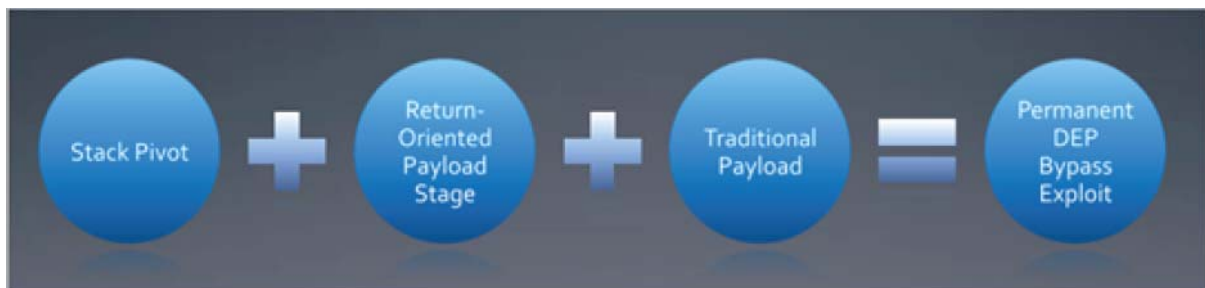 Stack Pivot
Return-
Oriented
Payload
Stage
Traditional
Payload
Permanent
DEP
Bypass
Exploit